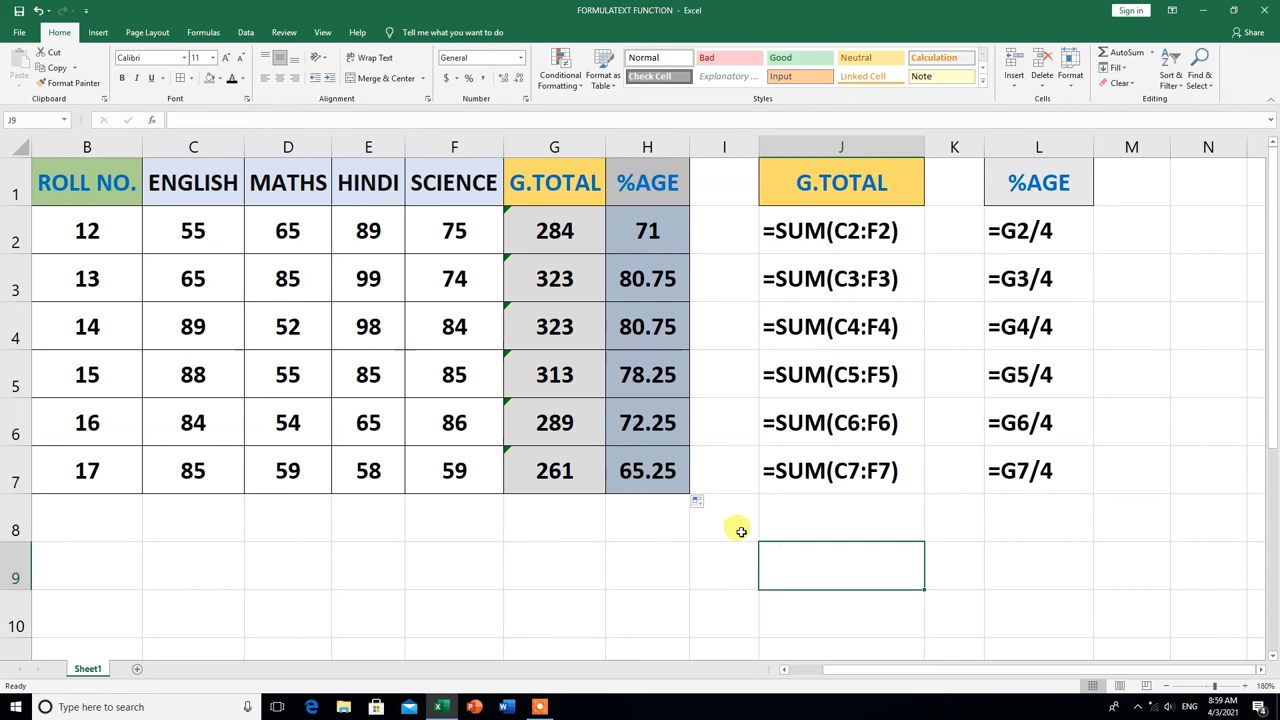 FORMULATEXT FUNCTION - Excel
Sign in
File Home Insert Page Layout Formulas Data Review View Help Tell me what you want to do Share
Paste Cut Copy Format Painter Clipboard
Calibri 11 A A B I U A Font
Wrap Text Merge & Center Alignment
General $ % , Number
Conditional Formatting Format as Table
Normal Bad Good Neutral Calculation
Check Cell Explanatory ... Input Linked Cell Note
Styles
Insert Delete Format Cells
AutoSum Fill Clear Sort & Filter Find & Select Editing
J9 fx
B C D E F G H I J K L M N
1 ROLL NO. ENGLISH MATHS HINDI SCIENCE G.TOTAL %AGE G.TOTAL %AGE
2 12 55 65 89 75 284 71 =SUM(C2:F2) =G2/4
3 13 65 85 99 74 323 80.75 =SUM(C3:F3) =G3/4
4 14 89 52 98 84 323 80.75 =SUM(C4:F4) =G4/4
5 15 88 55 85 85 313 78.25 =SUM(C5:F5) =G5/4
6 16 84 54 65 86 289 72.25 =SUM(C6:F6) =G6/4
7 17 85 59 58 59 261 65.25 =SUM(C7:F7) =G7/4
8
9
10
Sheet1
Ready 180%
Type here to search
8:59 AM
4/3/2021
4